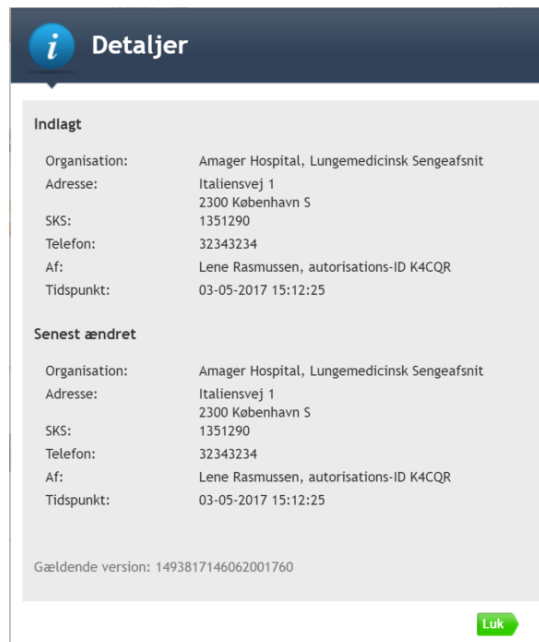 i Detaljer
Indlagt
Organisation: Amager Hospital, Lungemedicinsk Sengeafsnit
Adresse: Italiensvej 1
2300 København S
SKS: 1351290
Telefon: 32343234
Af: Lene Rasmussen, autorisations-ID K4CQR
Tidspunkt: 03-05-2017 15:12:25
Senest ændret
Organisation: Amager Hospital, Lungemedicinsk Sengeafsnit
Adresse: Italiensvej 1
2300 København S
SKS: 1351290
Telefon: 32343234
Af: Lene Rasmussen, autorisations-ID K4CQR
Tidspunkt: 03-05-2017 15:12:25
Gældende version: 1493817146062001760
Luk